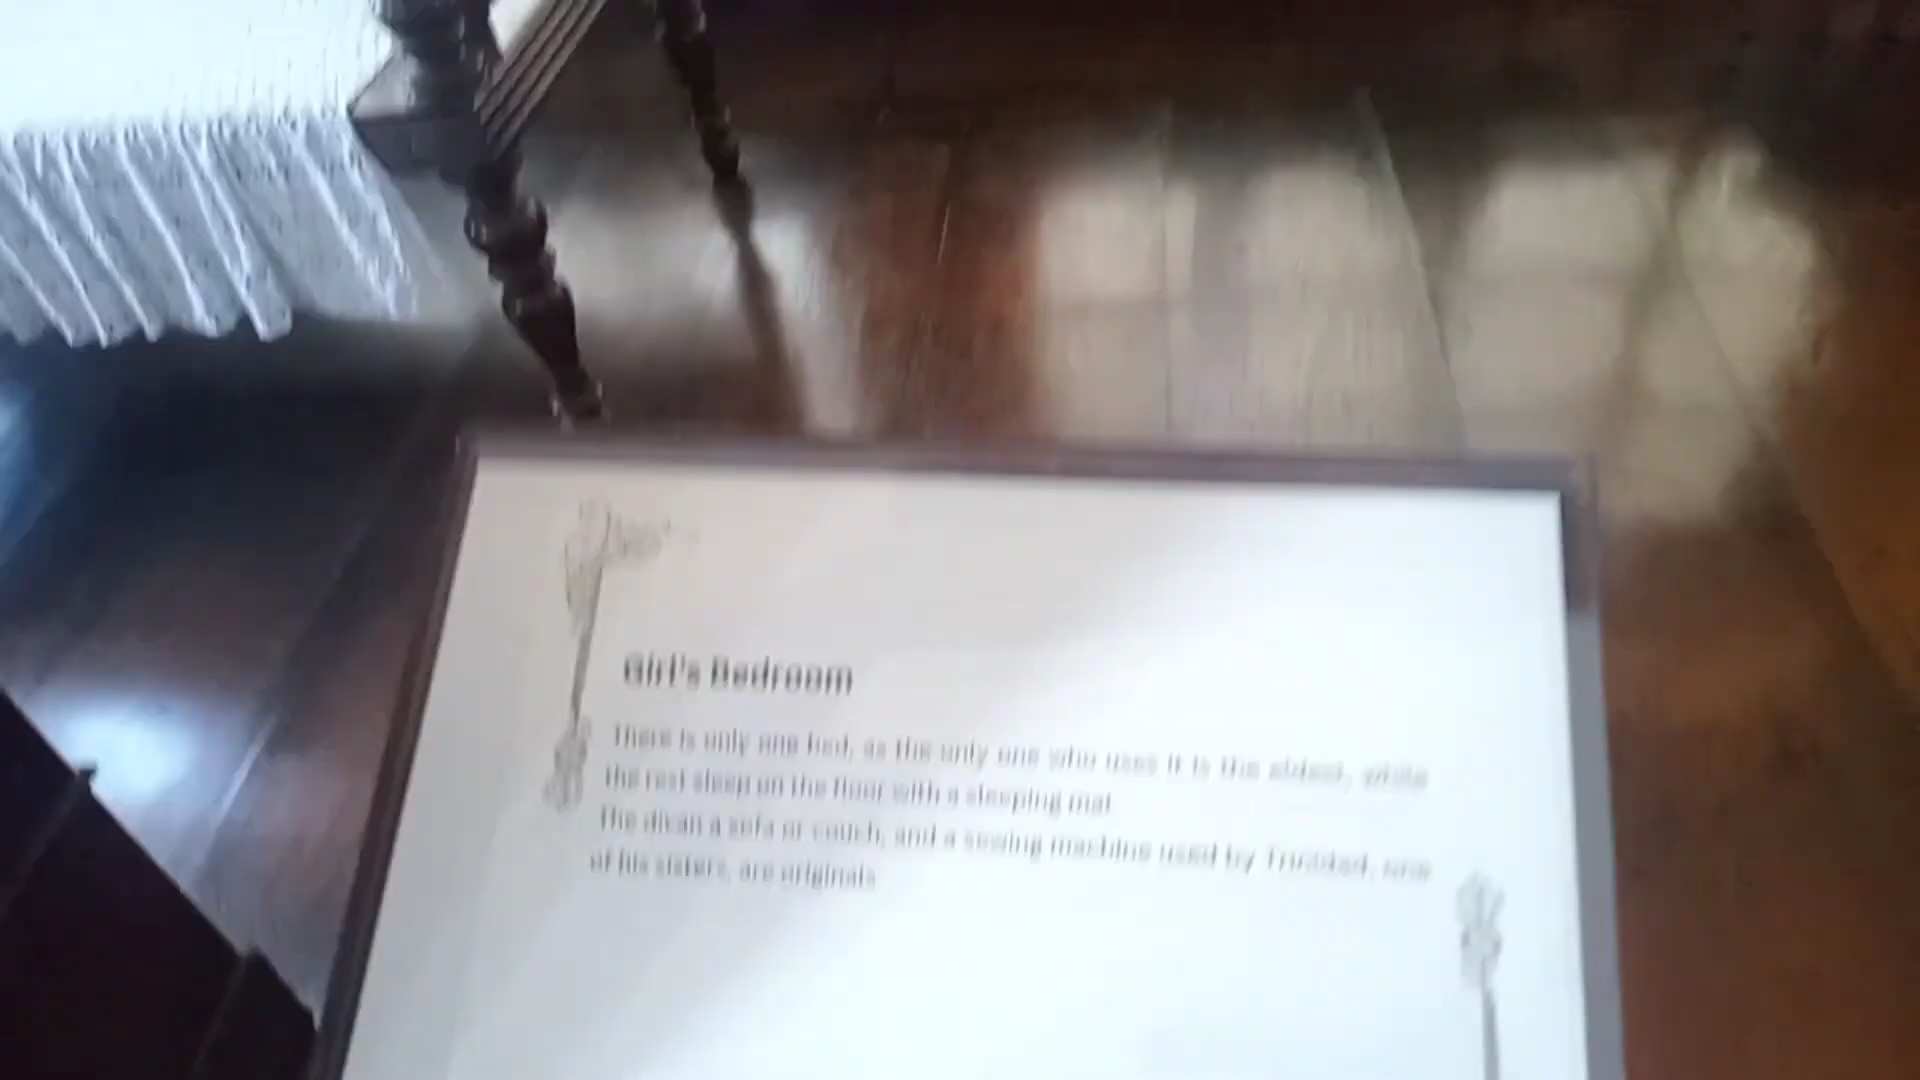 Girl's Bedroom
There is only one bed, as the only one who uses it is the eldest, while
the rest sleep on the floor with a sleeping mat
The divan a sofa or couch, and a sewing machine used by Trinidad, one
of his sisters, are originals